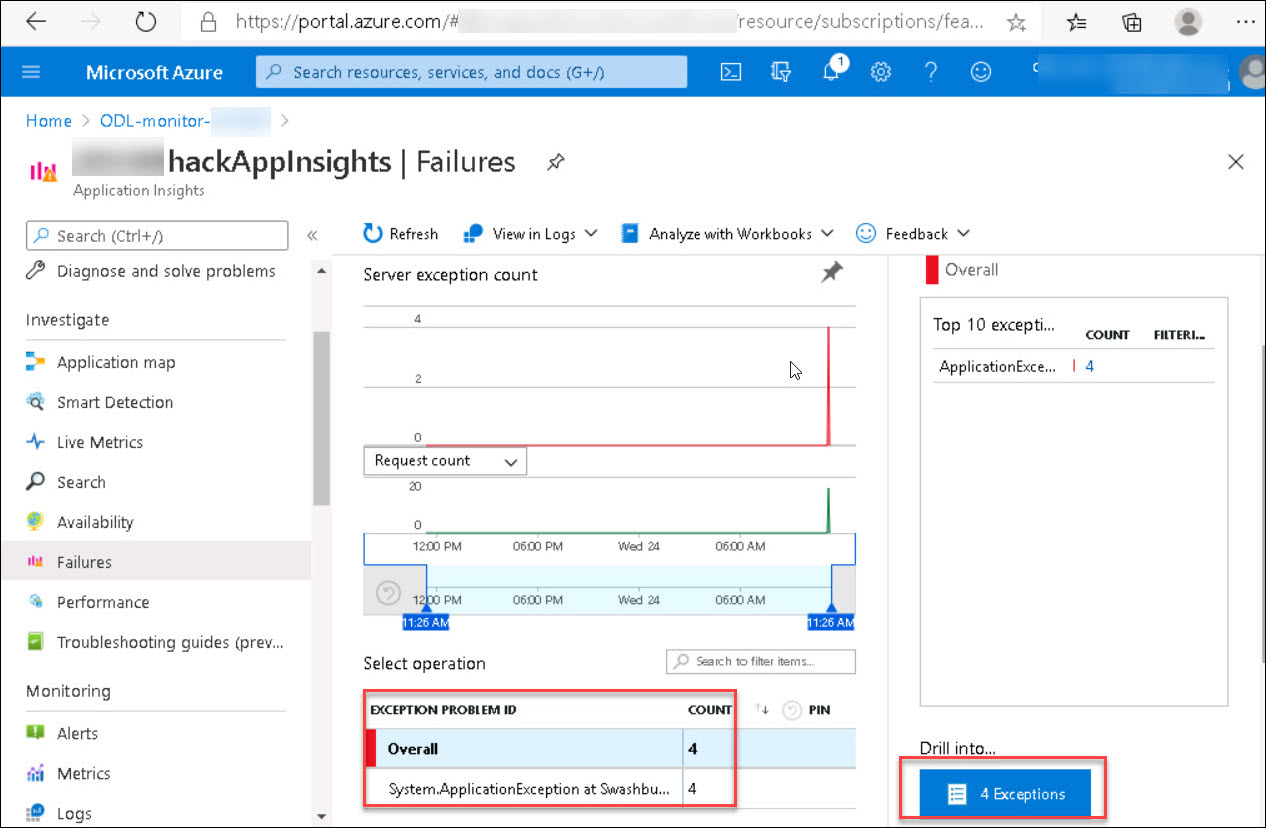 https://portal.azure.com/# /resource/subscriptions/fea...
Microsoft Azure
Search resources, services, and docs (G+/)
1
Home > ODL-monitor- >
hackAppInsights | Failures
Application Insights
Search (Ctrl+/)
«
Refresh
View in Logs
Analyze with Workbooks
Feedback
Diagnose and solve problems
Investigate
Application map
Smart Detection
Live Metrics
Search
Availability
Failures
Performance
Troubleshooting guides (prev...
Monitoring
Alerts
Metrics
Logs
Server exception count
4
2
0
Request count
20
0
12:00 PM 06:00 PM Wed 24 06:00 AM
12:00 PM 06:00 PM Wed 24 06:00 AM
11:26 AM 11:26 AM
Select operation
Search to filter items...
EXCEPTION PROBLEM ID COUNT PIN
Overall 4
System.ApplicationException at Swashbu... 4
Overall
Top 10 excepti... COUNT FILTERI...
ApplicationExce... 4
Drill into...
4 Exceptions